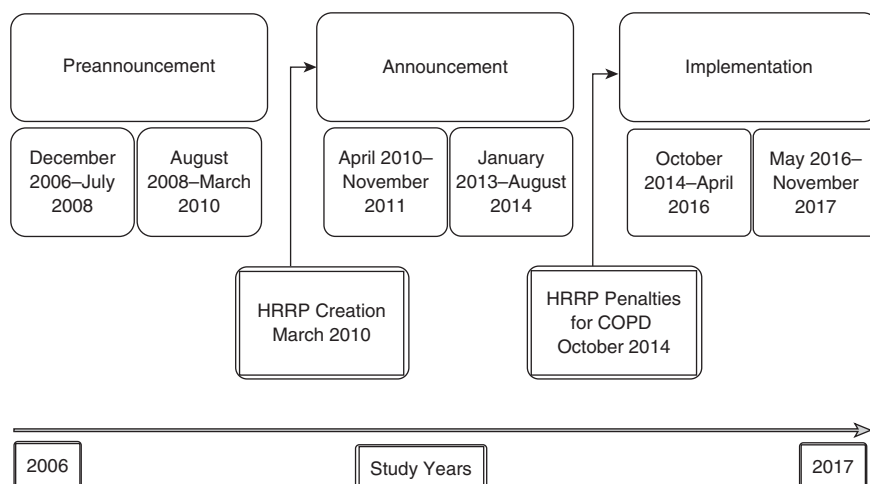 Preannouncement
Announcement
Implementation
December
2006–July
2008
August
2008–March
2010
April 2010–
November
2011
January
2013–August
2014
October
2014–April
2016
May 2016–
November
2017
HRRP Creation
March 2010
HRRP Penalties
for COPD
October 2014
2006
Study Years
2017